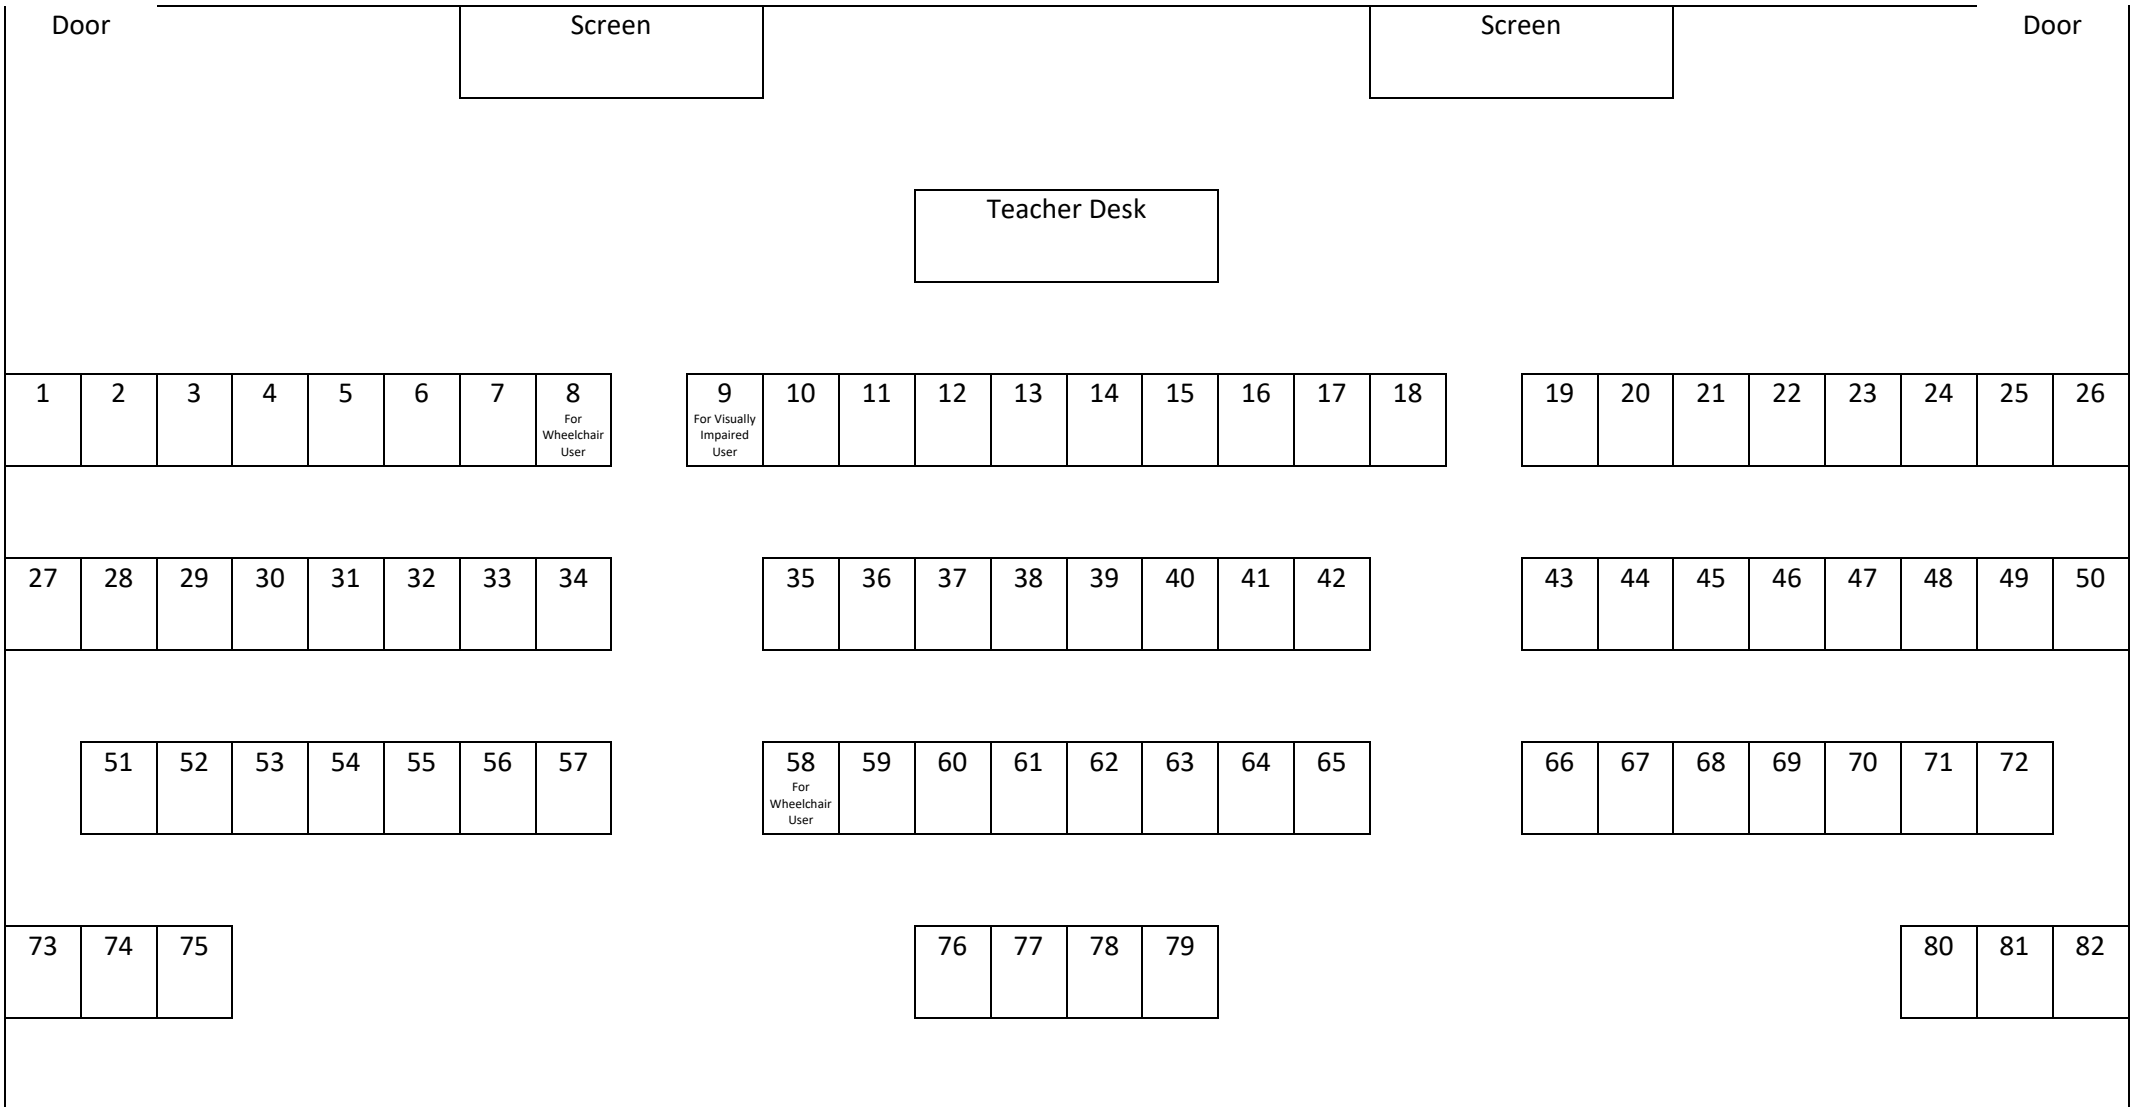 Door Screen Screen Door
Teacher Desk
1 2 3 4 5 6 7 8 9 10 11 12 13 14 15 16 17 18 19 20 21 22 23 24 25 26
For For Visually
Wheelchair Impaired
User User
27 28 29 30 31 32 33 34 35 36 37 38 39 40 41 42 43 44 45 46 47 48 49 50
51 52 53 54 55 56 57 58 59 60 61 62 63 64 65 66 67 68 69 70 71 72
For
Wheelchair
User
73 74 75 76 77 78 79 80 81 82